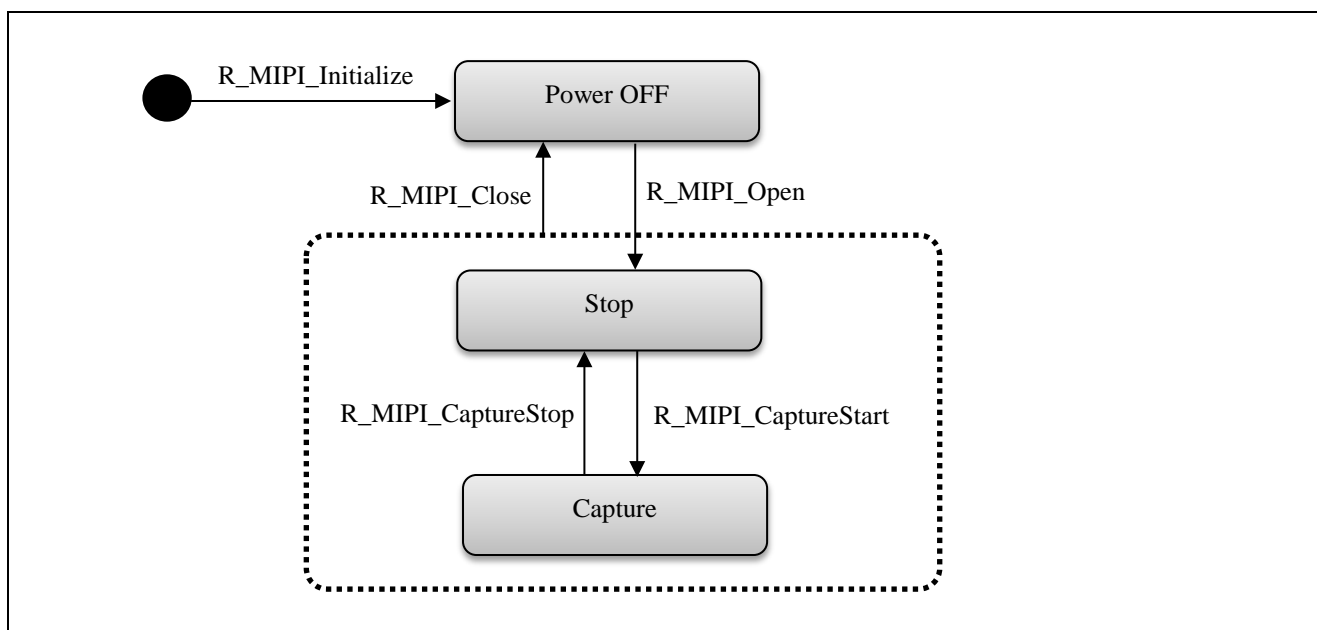 R_MIPI_Initialize
Power OFF
R_MIPI_Close
R_MIPI_Open
Stop
R_MIPI_CaptureStop
R_MIPI_CaptureStart
Capture